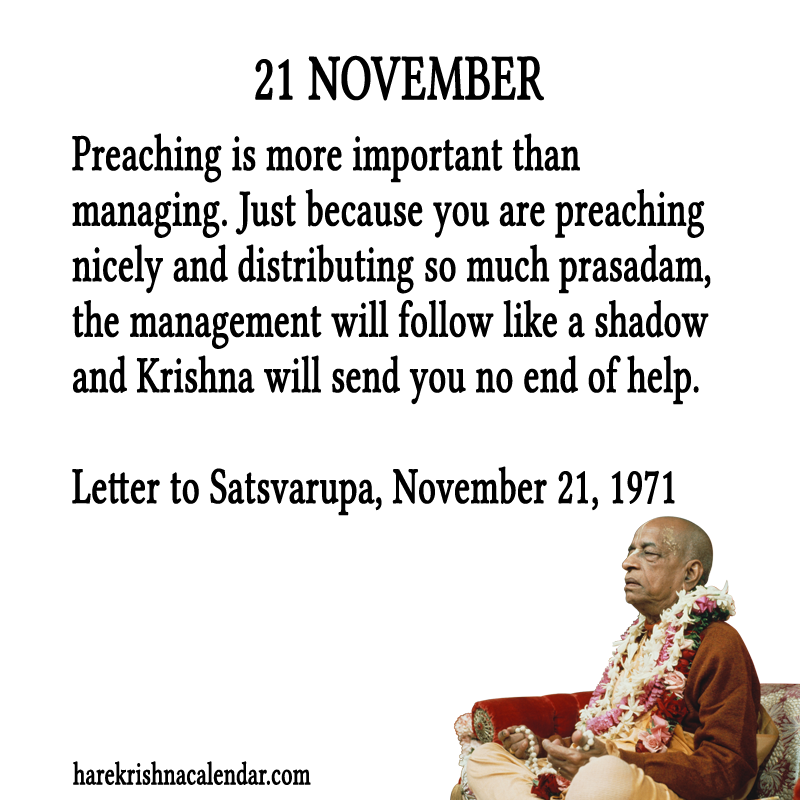 21 NOVEMBER
Preaching is more important than
managing. Just because you are preaching
nicely and distributing so much prasadam,
the management will follow like a shadow
and Krishna will send you no end of help.
Letter to Satsvarupa, November 21, 1971
harekrishnacalendar.com